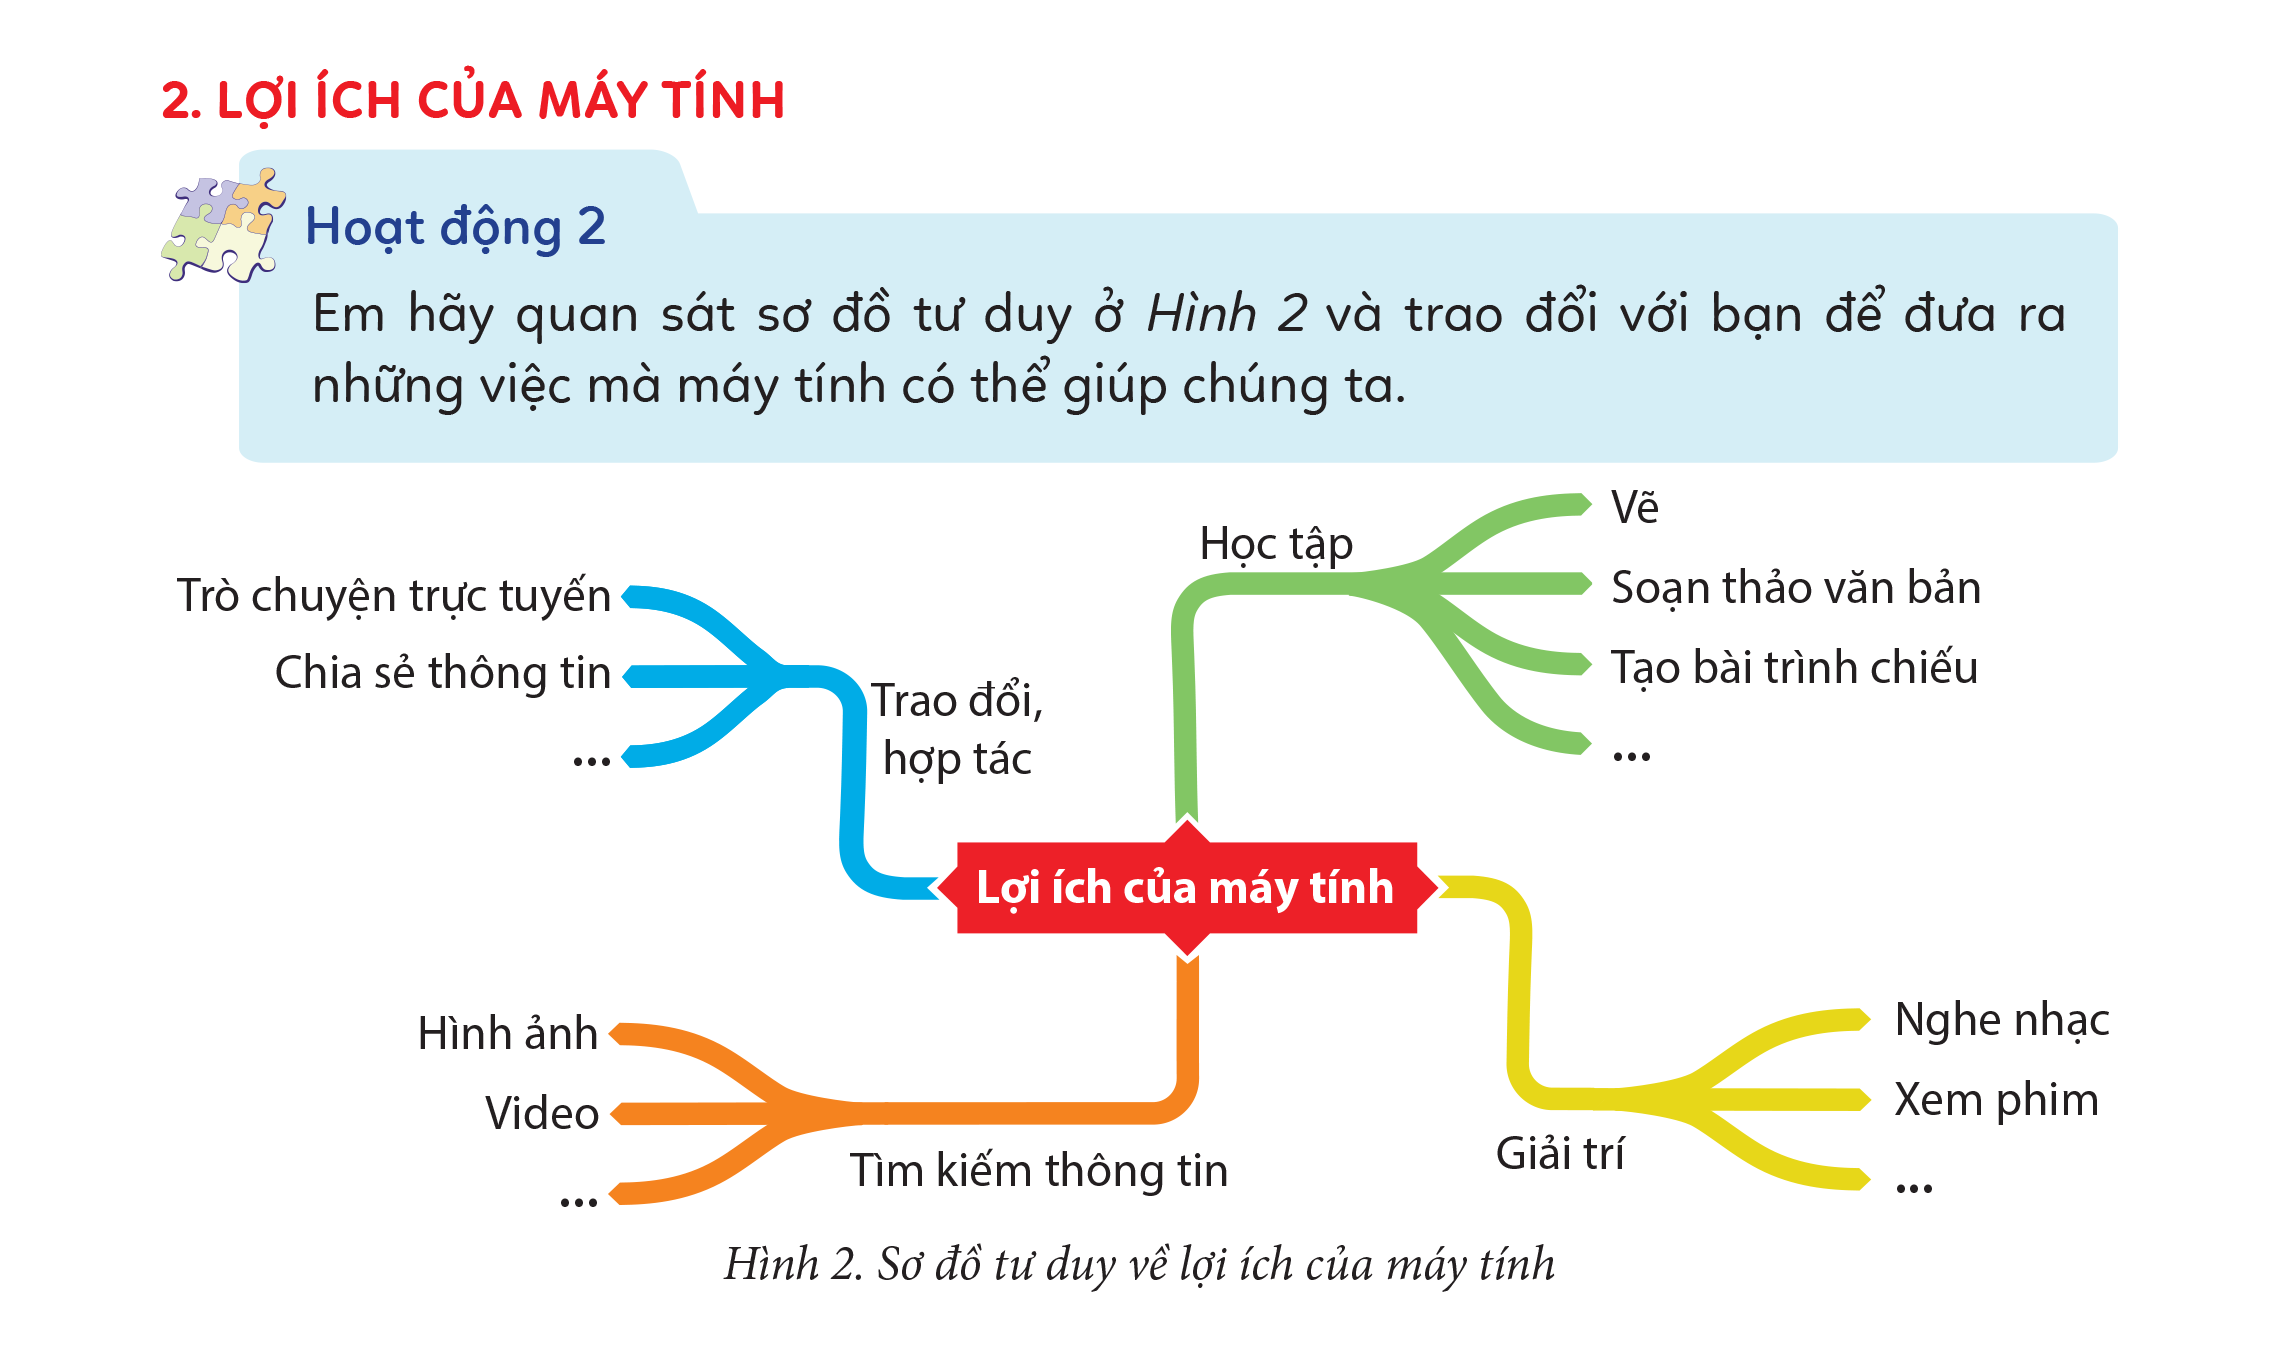 2. LỢI ÍCH CỦA MÁY TÍNH
Hoạt động 2
Em hãy quan sát sơ đồ tư duy ở Hình 2 và trao đổi với bạn để đưa ra
những việc mà máy tính có thể giúp chúng ta.
Trò chuyện trực tuyến
Chia sẻ thông tin
...
Trao đổi,
hợp tác
Học tập
Vẽ
Soạn thảo văn bản
Tạo bài trình chiếu
...
Lợi ích của máy tính
Hình ảnh
Video
...
Tìm kiếm thông tin
Giải trí
Nghe nhạc
Xem phim
...
Hình 2. Sơ đồ tư duy về lợi ích của máy tính